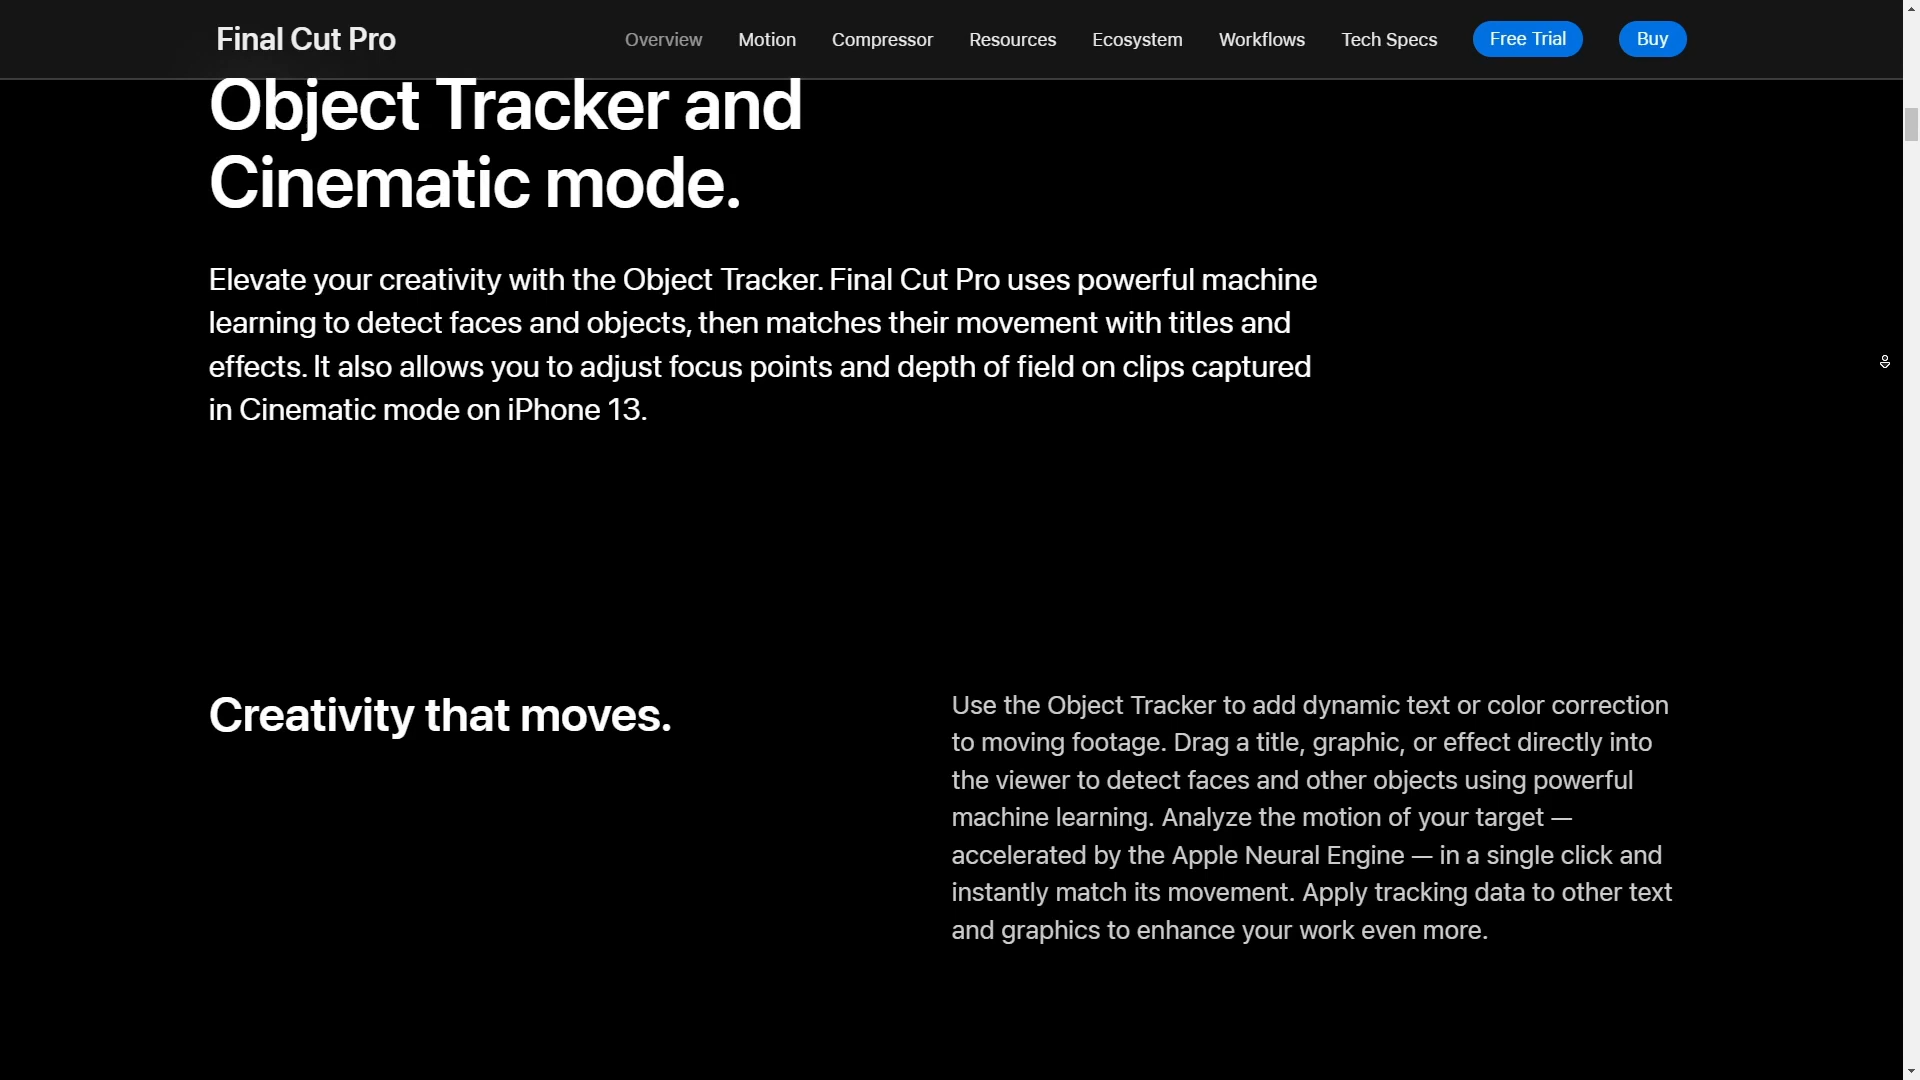 Final Cut Pro
Overview
Motion
Compressor
Resources
Ecosystem
Workflows
Tech Specs
Free Trial
Buy
Object Tracker and
Cinematic mode.
Elevate your creativity with the Object Tracker. Final Cut Pro uses powerful machine
learning to detect faces and objects, then matches their movement with titles and
effects. It also allows you to adjust focus points and depth of field on clips captured
in Cinematic mode on iPhone 13.
Creativity that moves.
Use the Object Tracker to add dynamic text or color correction
to moving footage. Drag a title, graphic, or effect directly into
the viewer to detect faces and other objects using powerful
machine learning. Analyze the motion of your target —
accelerated by the Apple Neural Engine — in a single click and
instantly match its movement. Apply tracking data to other text
and graphics to enhance your work even more.